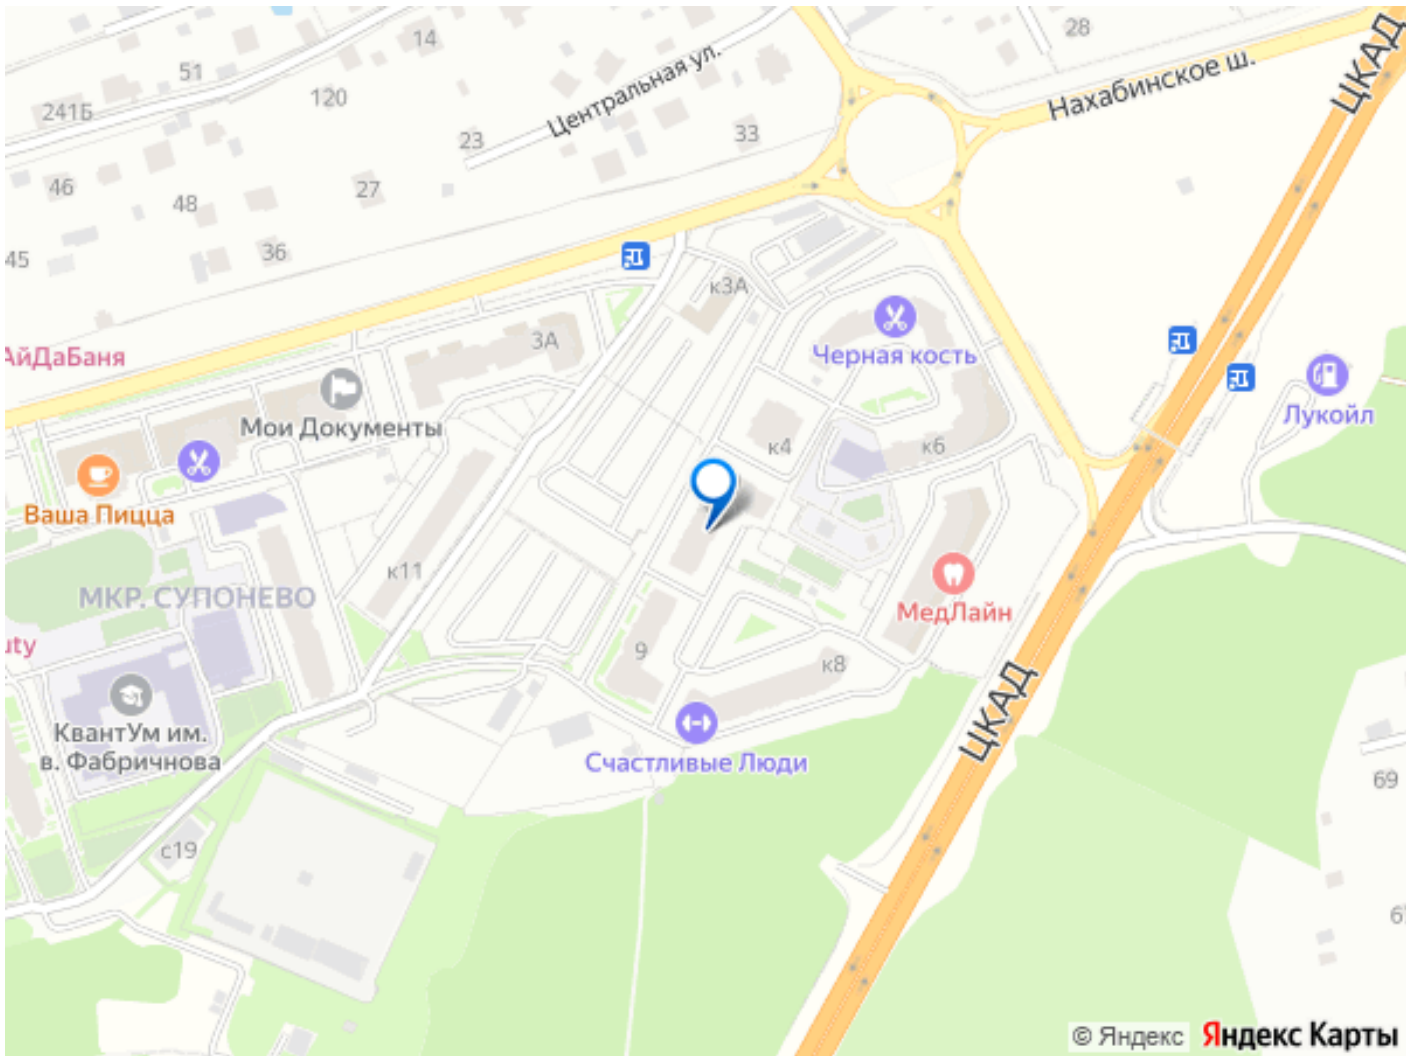 14
28
ЦКАД
51
Центральная ул.
Нахабинское ш.
120
241Б
23
33
46
27
48
36
45
к3А
АйДаБаня
3А
Черная кость
Лукойл
Мои Документы
к4
к6
Ваша Пицца
к11
МКР. СУПОНЕВО
МедЛайн
uty
9
к8
КвантУм им.
в. Фабричнова
Счастливые Люди
ЦКАД
69
с19
© Яндекс Яндекс Карты